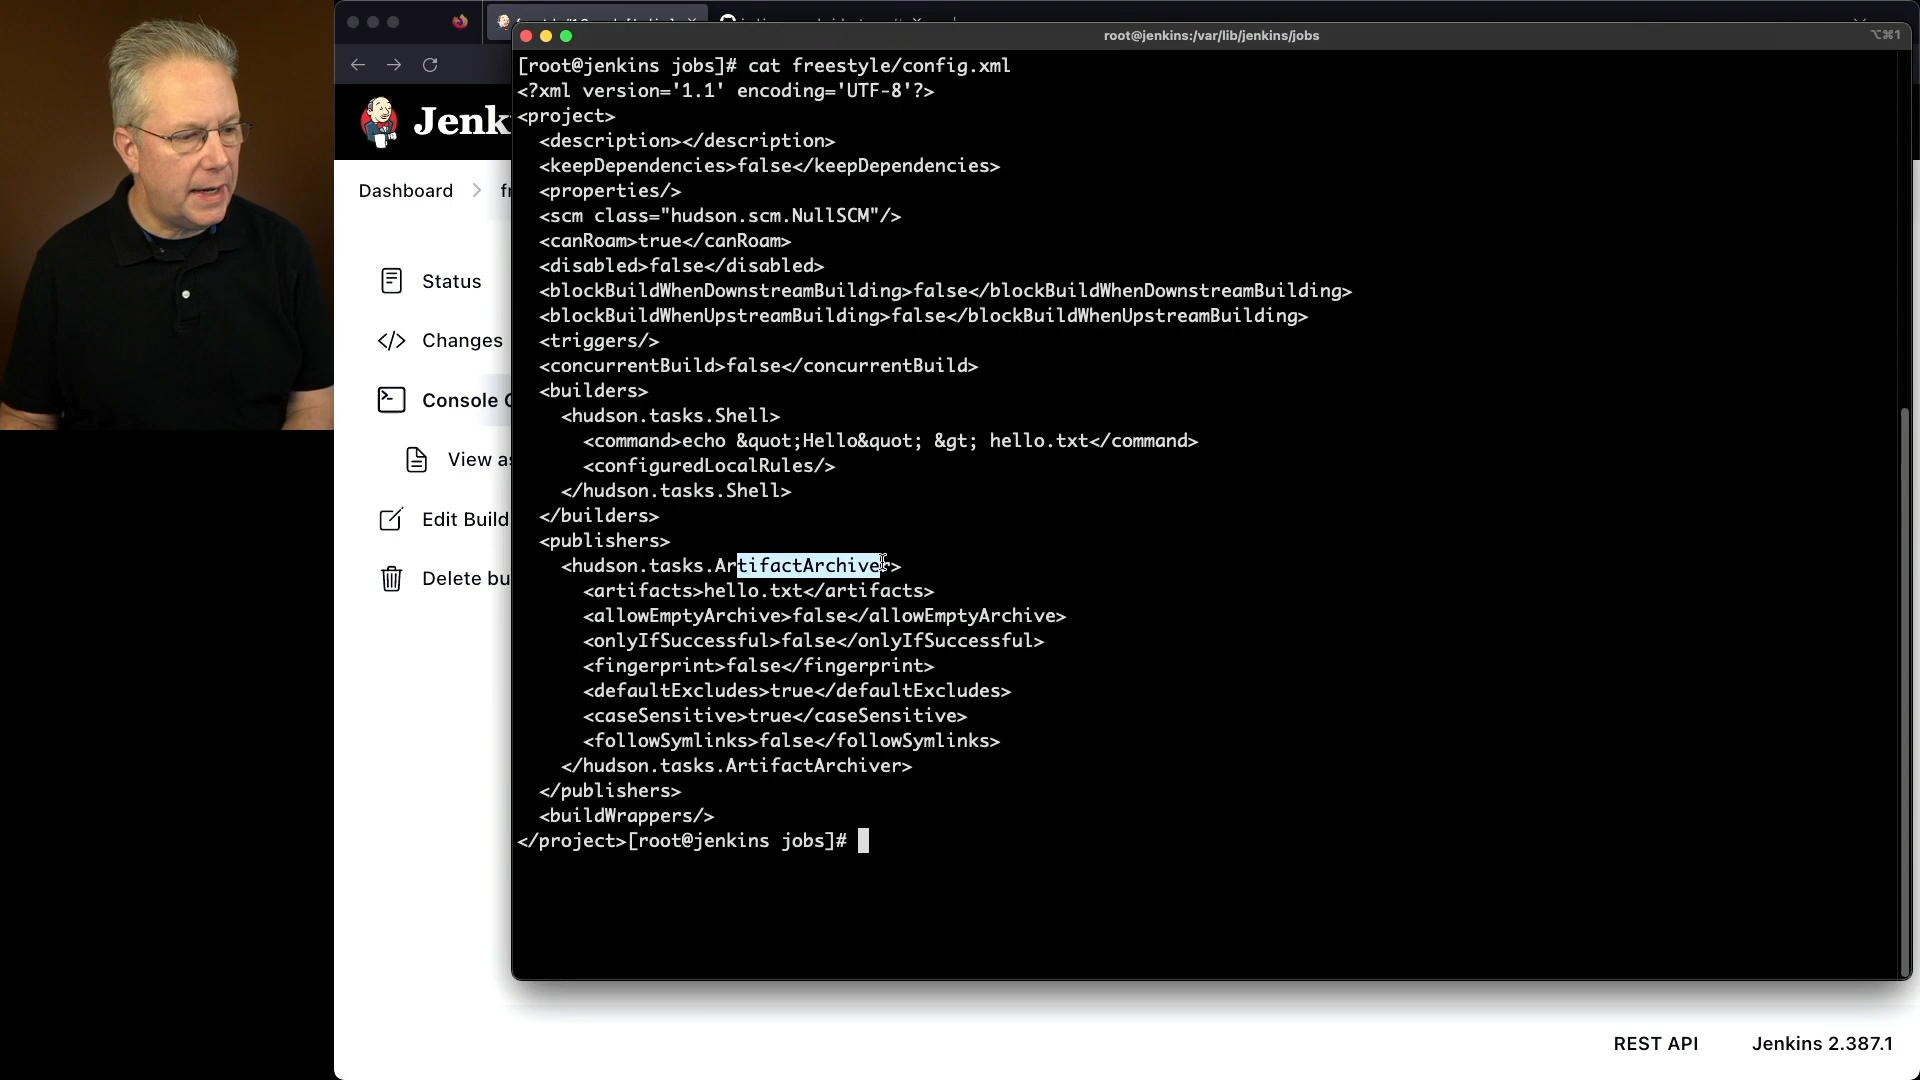 root@jenkins:/var/lib/jenkins/jobs
⌥⌘1
[root@jenkins jobs]# cat freestyle/config.xml
<?xml version='1.1' encoding='UTF-8'?>
<project>
  <description></description>
  <keepDependencies>false</keepDependencies>
  <properties/>
  <scm class="hudson.scm.NullSCM"/>
  <canRoam>true</canRoam>
  <disabled>false</disabled>
  <blockBuildWhenDownstreamBuilding>false</blockBuildWhenDownstreamBuilding>
  <blockBuildWhenUpstreamBuilding>false</blockBuildWhenUpstreamBuilding>
  <triggers/>
  <concurrentBuild>false</concurrentBuild>
  <builders>
    <hudson.tasks.Shell>
      <command>echo &quot;Hello&quot; &gt; hello.txt</command>
      <configuredLocalRules/>
    </hudson.tasks.Shell>
  </builders>
  <publishers>
    <hudson.tasks.ArtifactArchiver>
      <artifacts>hello.txt</artifacts>
      <allowEmptyArchive>false</allowEmptyArchive>
      <onlyIfSuccessful>false</onlyIfSuccessful>
      <fingerprint>false</fingerprint>
      <defaultExcludes>true</defaultExcludes>
      <caseSensitive>true</caseSensitive>
      <followSymlinks>false</followSymlinks>
    </hudson.tasks.ArtifactArchiver>
  </publishers>
  <buildWrappers/>
</project>[root@jenkins jobs]#
Jenk
Dashboard > fr
Status
</> Changes
Console
View as
Edit Build
Delete bu
REST API
Jenkins 2.387.1